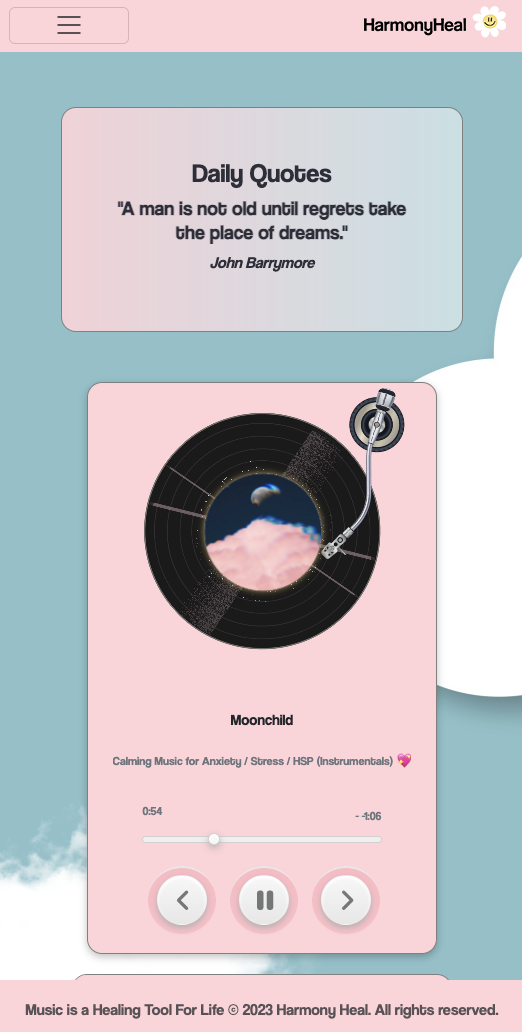 HarmonyHeal
Daily Quotes
"A man is not old until regrets take
the place of dreams."
John Barrymore
Moonchild
Calming Music for Anxiety / Stress / HSP (Instrumentals) 💖
0:54
- -1:06
Music is a Healing Tool For Life © 2023 Harmony Heal. All rights reserved.